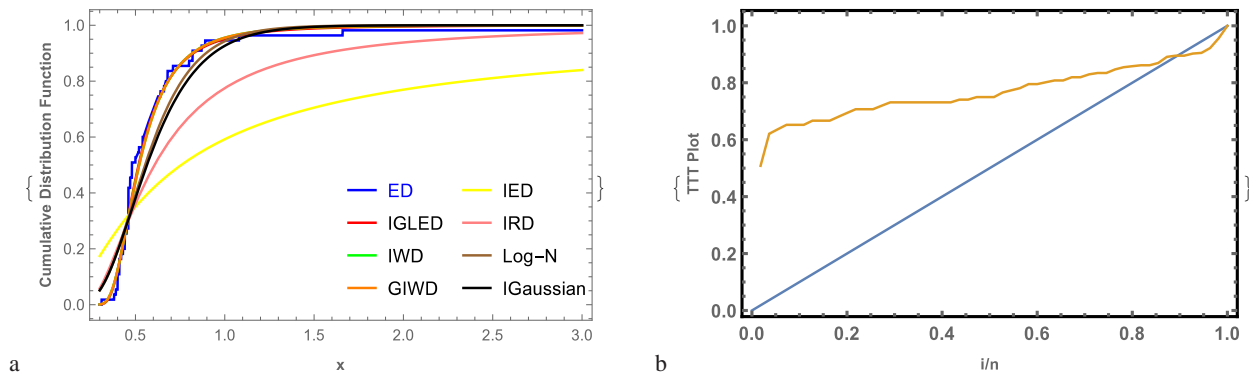 Cumulative Distribution Function
{
}
1.0
0.8
0.6
0.4
0.2
0.0
ED
IED
IGLED
IRD
IWD
Log-N
GIWD
IGaussian
0.5
1.0
1.5
2.0
2.5
3.0
x
a
TTT Plot
{
}
1.0
0.8
0.6
0.4
0.2
0.0
0.0
0.2
0.4
0.6
0.8
1.0
i/n
b